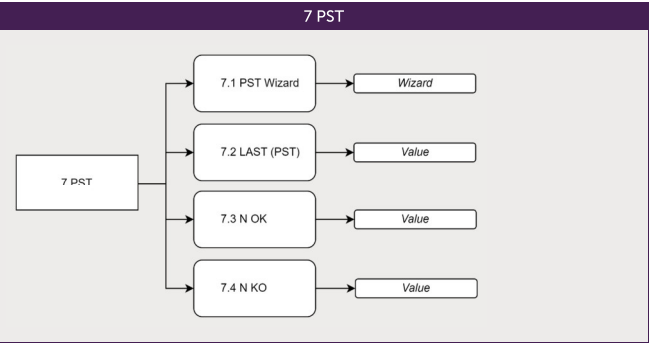 7 PST
7.1 PST Wizard
Wizard
7.2 LAST (PST)
Value
7 PST
7.3 N OK
Value
7.4 N KO
Value